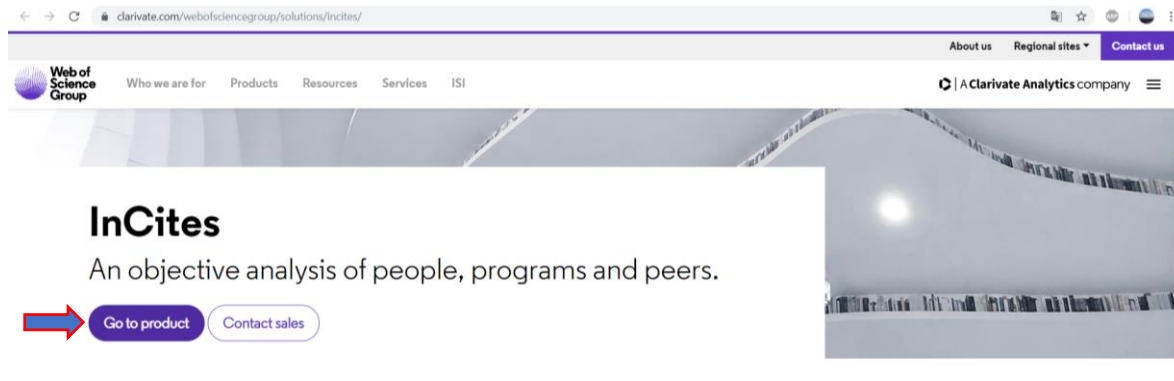 clarivate.com/webofsciencegroup/solutions/incites/
About us Regional sites Contact us
Web of
Science
Group
Who we are for Products Resources Services ISI
A Clarivate Analytics company
InCites
An objective analysis of people, programs and peers.
Go to product Contact sales